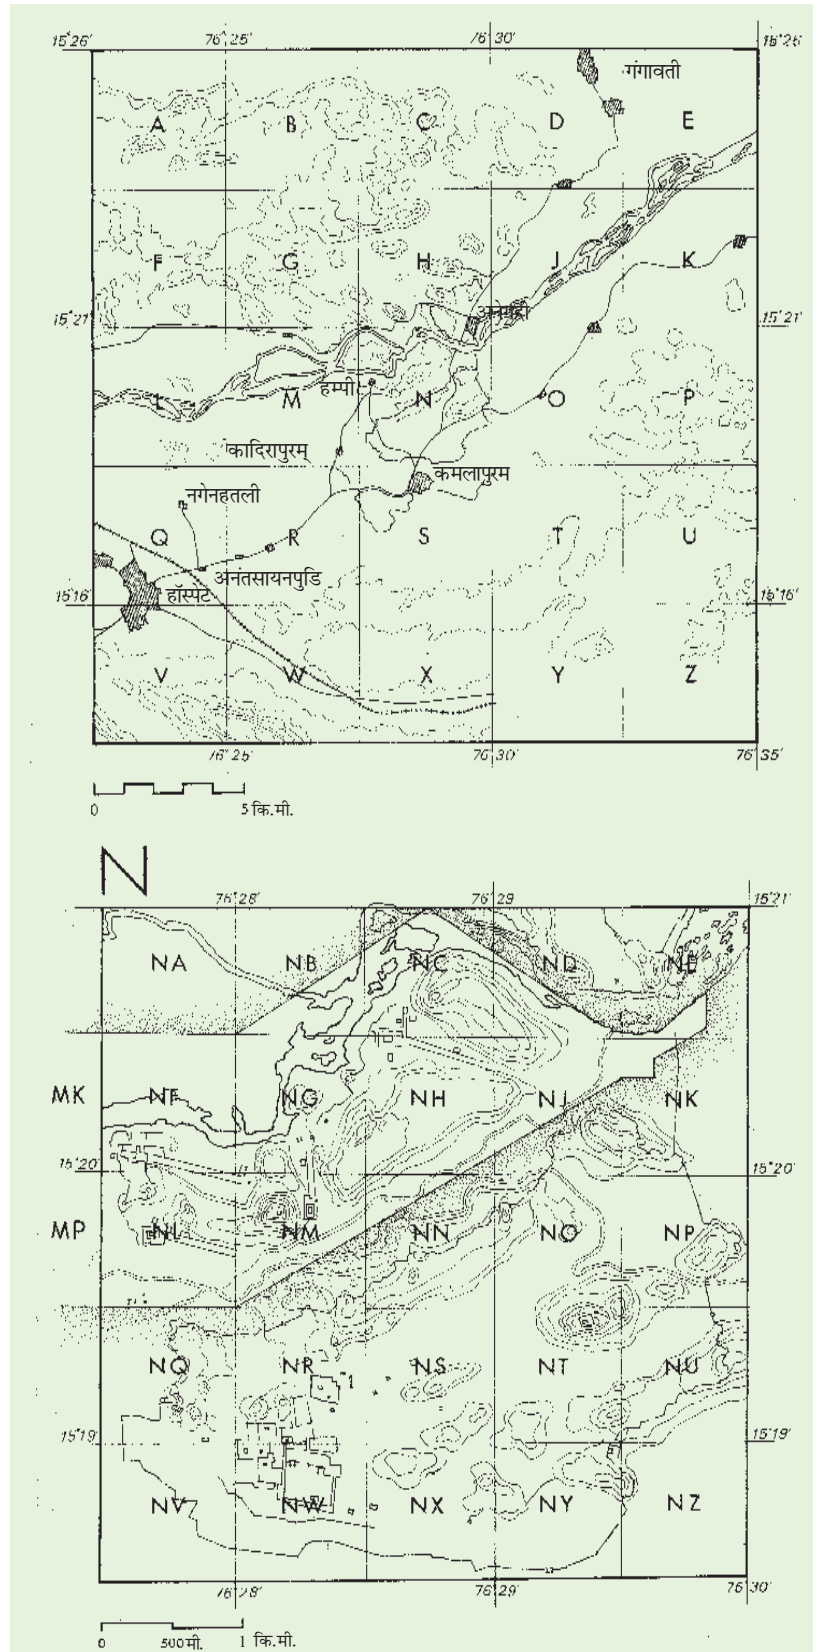 15°26' 76°25' 76°30' 15°26'
गंगावती
A B C D E
F G H J K
15°21' अनेगुंदी 15°21'
हम्पी
L M N O P
कादिरापुरम्
कमलापुरम
नगेनहतली
Q R S T U
अनंतसायनपुडि
15°16' हॉस्पेट 15°16'
V W X Y Z
76°25' 76°30' 76°35'
0 5 कि.मी.
N
76°28' 76°29' 15°21'
NA NB NC ND NE
MK NF NG NH NJ NK
15°20' 15°20'
MP NL NM NN NO NP
NQ NR NS NT NU
15°19' 15°19'
NV NW NX NY NZ
76°28' 76°29' 76°30'
0 500 मी. 1 कि.मी.